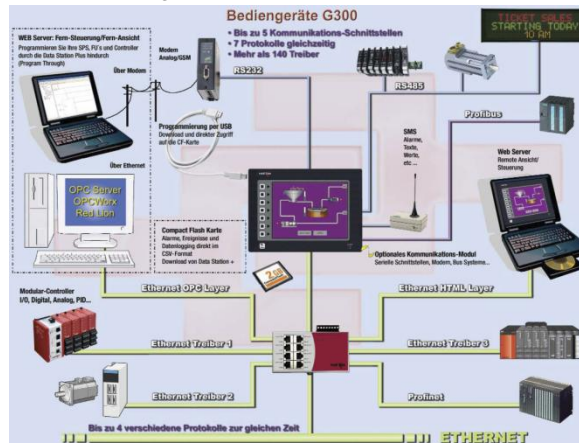 Bediengeräte G300
WEB Server: Fern-Steuerung/Fern-Ansicht
Programmieren Sie Ihre SPS, FU's und Controller
durch die Data Station Plus hindurch
(Program Through)
Modem
Analog/GSM
• Bis zu 5 Kommunikations-Schnittstellen
• 7 Protokolle gleichzeitig
• Mehr als 140 Treiber
TICKET SALES
STARTING TODAY
10 AM
Über Modem
RS232
RS485
Profibus
Programmierung per USB
Download und direkter Zugriff
auf die CF-Karte
SMS
Alarme,
Texte,
Werte,
etc ...
Web Server
Remote Ansicht/
Steuerung
Über Ethernet
OPC Server
OPCWorx
Red Lion
Compact Flash Karte
Alarme, Ereignisse und
Datenlogging direkt im
CSV-Format
Download von Data Station +
Optionales Kommunikations-Modul
Serielle Schnittstellen, Modem, Bus Systeme...
Modular-Controller
I/O, Digital, Analog, PID...
Ethernet OPC Layer
Ethernet HTML Layer
Ethernet Treiber 1
Ethernet Treiber 3
Ethernet Treiber 2
Profinet
Bis zu 4 verschiedene Protokolle zur gleichen Zeit
ETHERNET